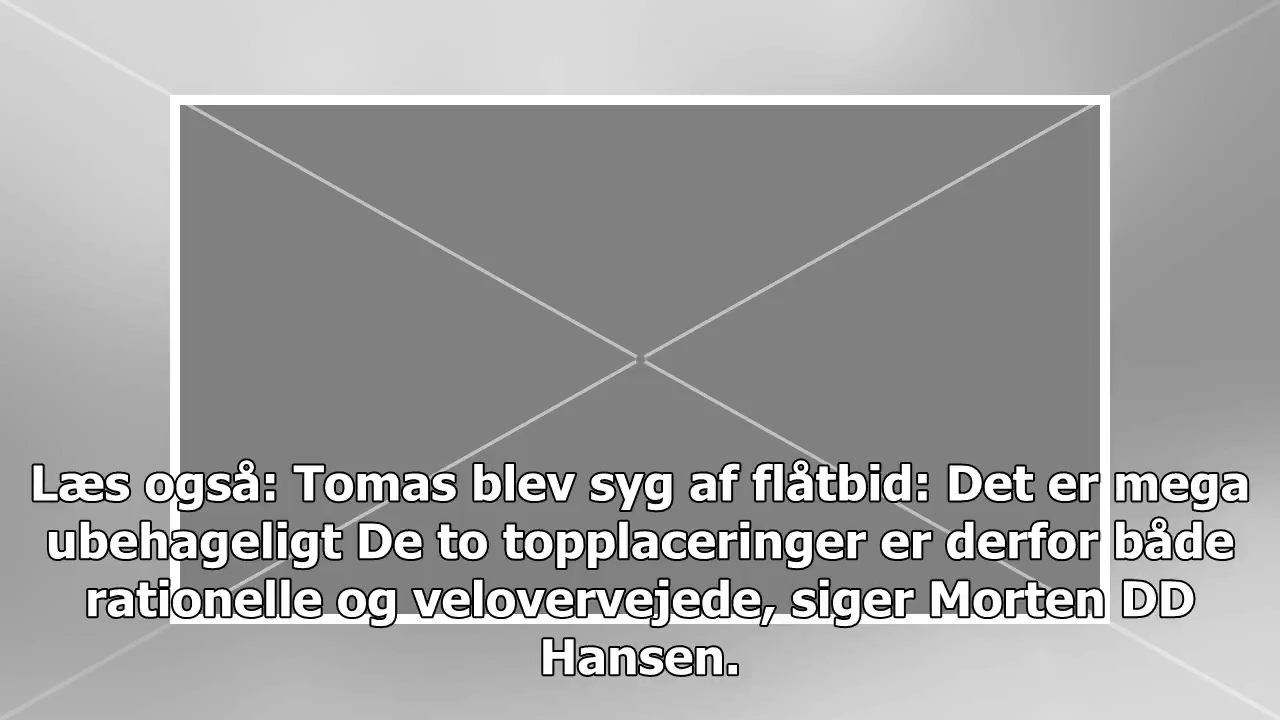 Læs også: Tomas blev syg af flåtbid: Det er mega
ubehageligt De to topplaceringer er derfor både
rationelle og velovervejede, siger Morten DD
Hansen.